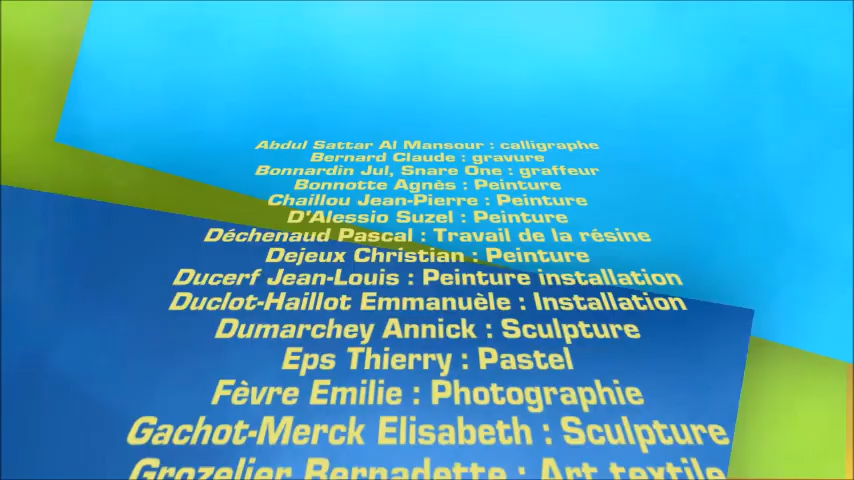 Abdul Sattar Al Mansour : calligraphe
Bernard Claude : gravure
Bonnardin Jul, Snare One : graffeur
Bonnotte Agnès : Peinture
Chaillou Jean-Pierre : Peinture
D'Alessio Suzel : Peinture
Déchenaud Pascal : Travail de la résine
Dejeux Christian : Peinture
Ducerf Jean-Louis : Peinture installation
Duclot-Haillot Emmanuèle : Installation
Dumarchey Annick : Sculpture
Eps Thierry : Pastel
Fèvre Emilie : Photographie
Gachot-Merck Elisabeth : Sculpture
Grozelier Bernadette : Art textile